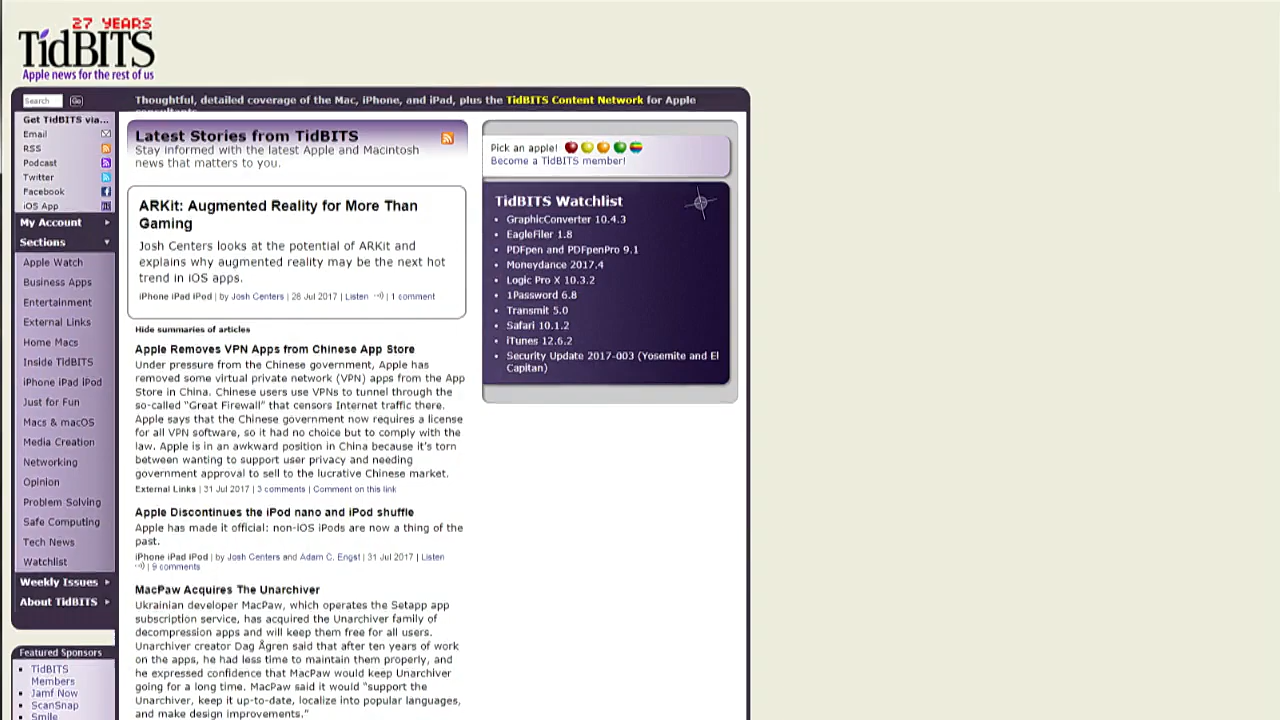 27 YEARS
TidBITS
Apple news for the rest of us
Search
Go
Thoughtful, detailed coverage of the Mac, iPhone, and iPad, plus the TidBITS Content Network for Apple
Get TidBITS via...
Email
RSS
Podcast
Twitter
Facebook
iOS App
My Account
Sections
Apple Watch
Business Apps
Entertainment
External Links
Home Macs
Inside TidBITS
iPhone iPad iPod
Just for Fun
Macs & macOS
Media Creation
Networking
Opinion
Problem Solving
Safe Computing
Tech News
Watchlist
Weekly Issues
About TidBITS
Featured Sponsors
TidBITS
Members
Jamf Now
ScanSnap
Smile
Latest Stories from TidBITS
Stay informed with the latest Apple and Macintosh
news that matters to you.
ARKit: Augmented Reality for More Than
Gaming
Josh Centers looks at the potential of ARKit and
explains why augmented reality may be the next hot
trend in iOS apps.
iPhone iPad iPod | by Josh Centers | 28 Jul 2017 | Listen | 1 comment
Hide summaries of articles
Apple Removes VPN Apps from Chinese App Store
Under pressure from the Chinese government, Apple has
removed some virtual private network (VPN) apps from the App
Store in China. Chinese users use VPNs to tunnel through the
so-called “Great Firewall” that censors Internet traffic there.
Apple says that the Chinese government now requires a license
for all VPN software, so it had no choice but to comply with the
law. Apple is in an awkward position in China because it’s torn
between wanting to support user privacy and needing
government approval to sell to the lucrative Chinese market.
External Links | 31 Jul 2017 | 3 comments | Comment on this link
Apple Discontinues the iPod nano and iPod shuffle
Apple has made it official: non-iOS iPods are now a thing of the
past.
iPhone iPad iPod | by Josh Centers and Adam C. Engst | 31 Jul 2017 | Listen
| 9 comments
MacPaw Acquires The Unarchiver
Ukrainian developer MacPaw, which operates the Setapp app
subscription service, has acquired the Unarchiver family of
decompression apps and will keep them free for all users.
Unarchiver creator Dag Ågren said that after ten years of work
on the apps, he had less time to maintain them properly, and
he expressed confidence that MacPaw would keep Unarchiver
going for a long time. MacPaw said it would “support the
Unarchiver, keep it up-to-date, localize into popular languages,
and make design improvements.”
Pick an apple!
Become a TidBITS member!
TidBITS Watchlist
GraphicConverter 10.4.3
EagleFiler 1.8
PDFpen and PDFpenPro 9.1
Moneydance 2017.4
Logic Pro X 10.3.2
1Password 6.8
Transmit 5.0
Safari 10.1.2
iTunes 12.6.2
Security Update 2017-003 (Yosemite and El
Capitan)